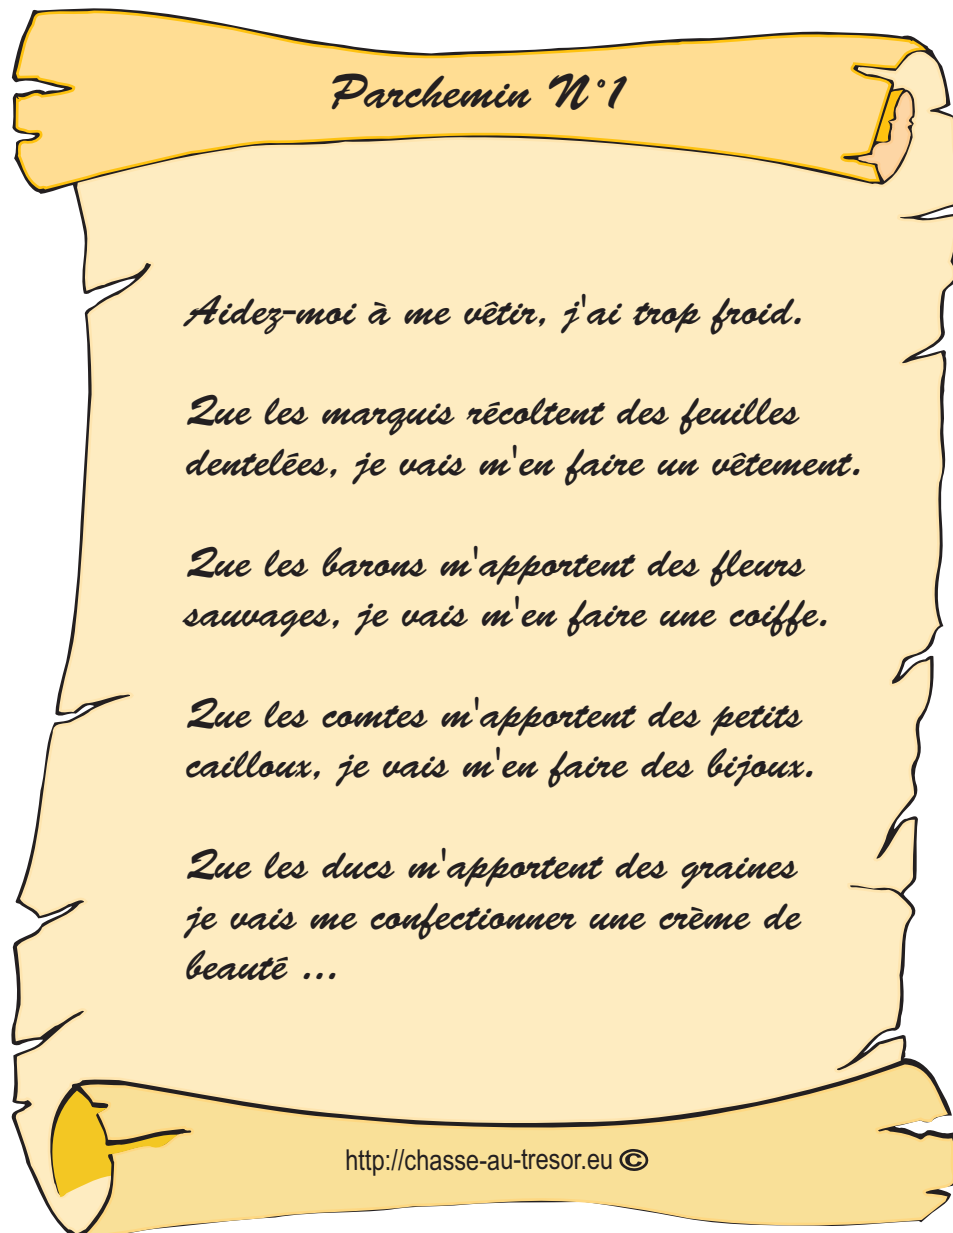 Parchemin N°1
Aidez-moi à me vêtir, j'ai trop froid.
Que les marquis récoltent des feuilles
dentelées, je vais m'en faire un vêtement.
Que les barons m'apportent des fleurs
sauvages, je vais m'en faire une coiffe.
Que les comtes m'apportent des petits
cailloux, je vais m'en faire des bijoux.
Que les ducs m'apportent des graines
je vais me confectionner une crème de
beauté ...
http://chasse-au-tresor.eu ©